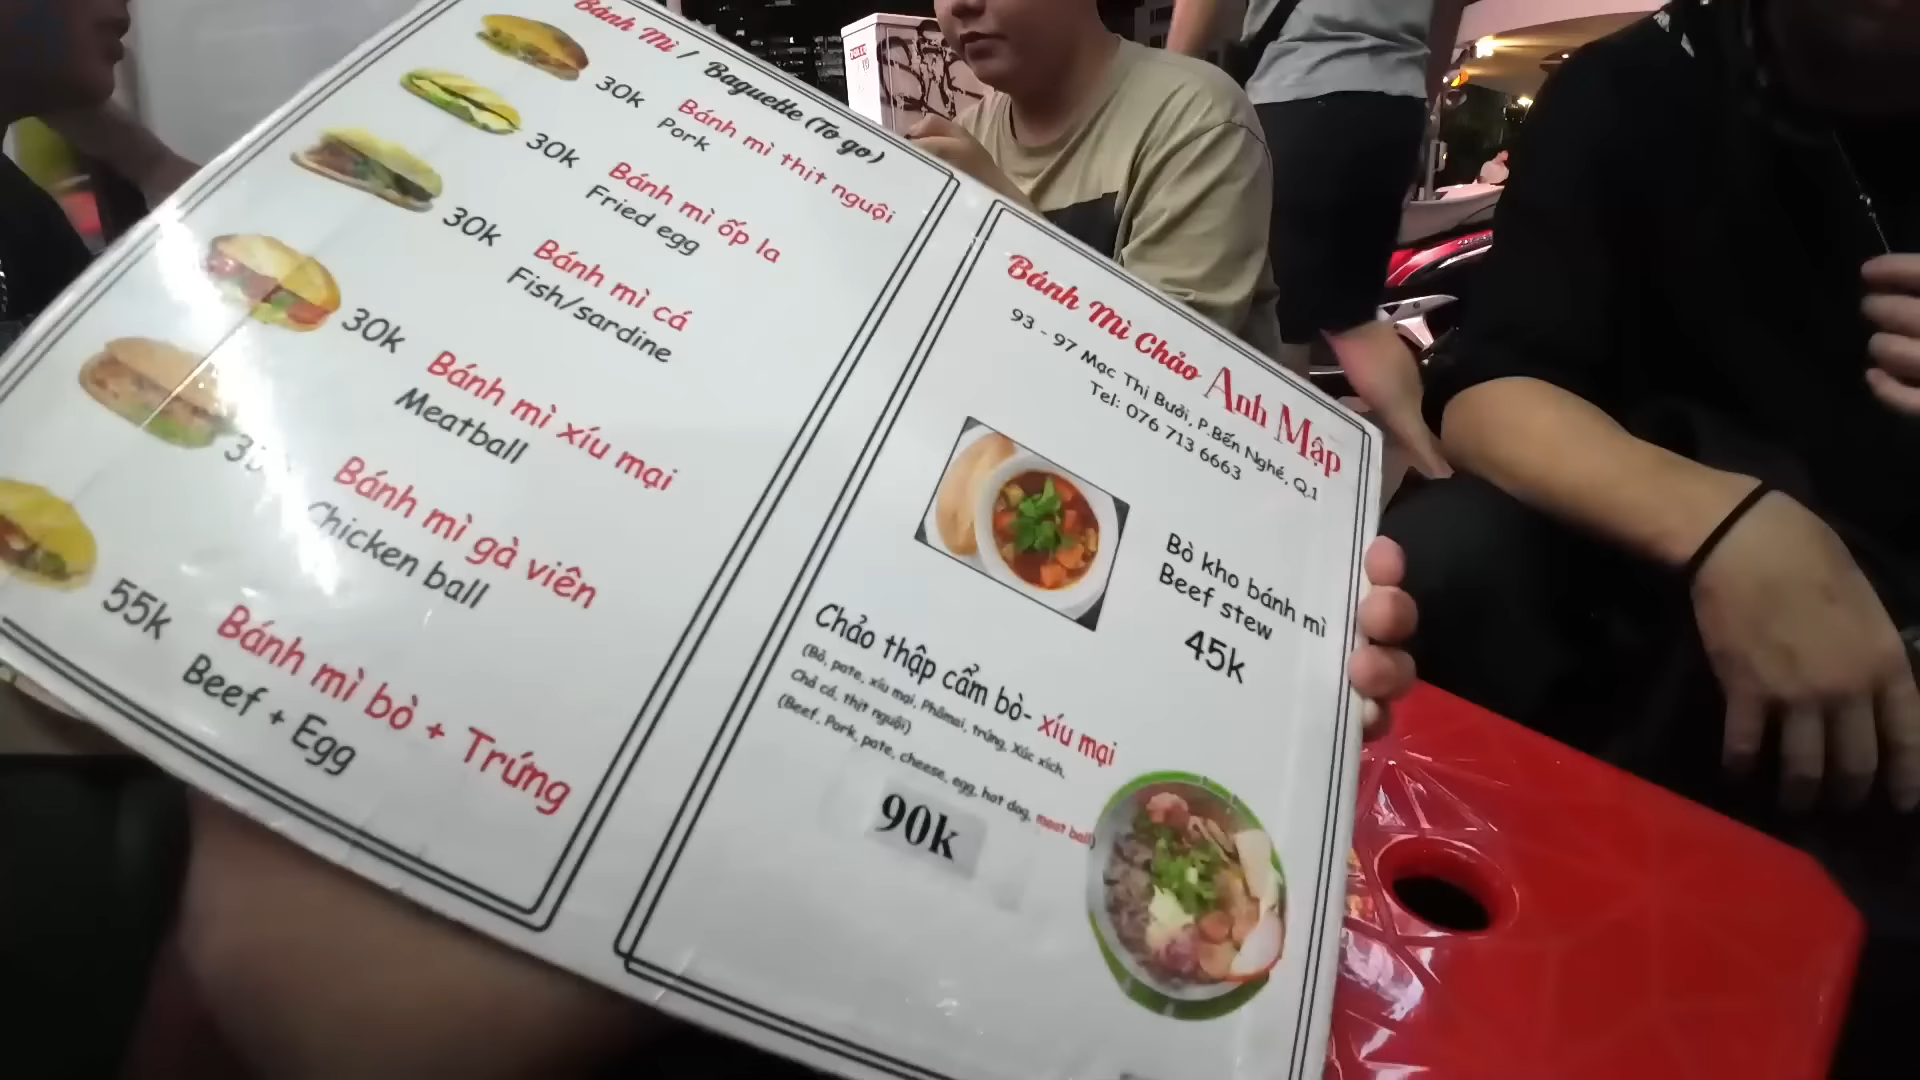 Bánh Mì / Baguette (To go)
30k Bánh mì thịt nguội
Pork
30k Bánh mì ốp la
Fried egg
30k Bánh mì cá
Fish/sardine
30k Bánh mì xíu mại
Meatball
Bánh mì gà viên
Chicken ball
55k Bánh mì bò + Trứng
Beef + Egg
Bánh Mì Chảo Anh Mập
93 - 97 Mạc Thị Bưởi, P.Bến Nghé, Q.1
Tel: 076 713 6663
Bò kho bánh mì
Beef stew
45k
Chảo thập cẩm bò- xíu mại
(Bò, pate, xíu mại, Phômai, trứng, Xúc xích,
Chả cá, thịt nguội)
(Beef, Pork, pate, cheese, egg, hot dog, meat ball)
90k